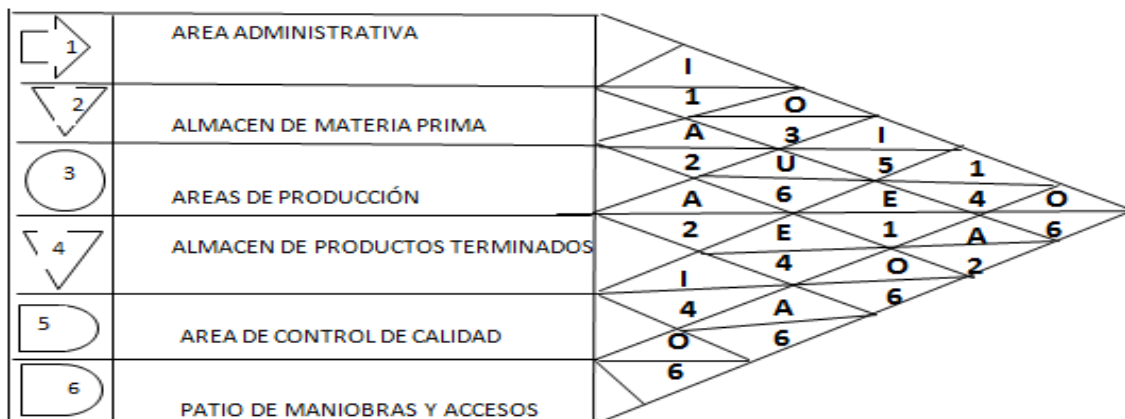 1 AREA ADMINISTRATIVA
2 ALMACEN DE MATERIA PRIMA
3 AREAS DE PRODUCCIÓN
4 ALMACEN DE PRODUCTOS TERMINADOS
5 AREA DE CONTROL DE CALIDAD
6 PATIO DE MANIOBRAS Y ACCESOS
I
1
A
2
A
2
I
4
O
6
O
3
U
6
E
4
A
6
I
5
E
1
O
6
1
4
A
2
O
6